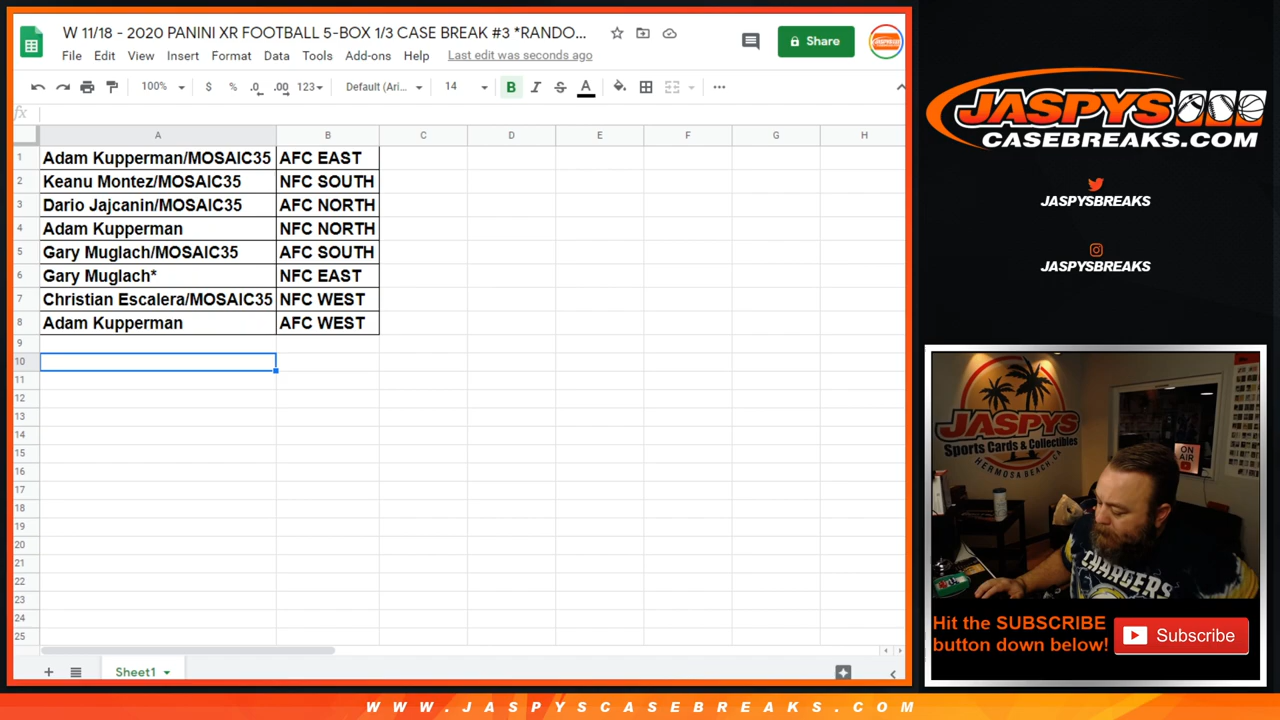 W 11/18 - 2020 PANINI XR FOOTBALL 5-BOX 1/3 CASE BREAK #3 *RANDO...
File Edit View Insert Format Data Tools Add-ons Help Last edit was seconds ago
Share
100% $ % .0 .00 123 Default (Ari... 14 B I S A
fx
A B C D E F G H
1 Adam Kupperman/MOSAIC35 AFC EAST
2 Keanu Montez/MOSAIC35 NFC SOUTH
3 Dario Jajcanin/MOSAIC35 AFC NORTH
4 Adam Kupperman NFC NORTH
5 Gary Muglach/MOSAIC35 AFC SOUTH
6 Gary Muglach* NFC EAST
7 Christian Escalera/MOSAIC35 NFC WEST
8 Adam Kupperman AFC WEST
9
10
11
12
13
14
15
16
17
18
19
20
21
22
23
24
25
Sheet1
JASPYS
CASEBREAKS.COM
JASPYSBREAKS
JASPYSBREAKS
JASPYS
Sports Cards & Collectibles
HERMOSA BEACH, CA
ON
AIR
CHARGERS
Hit the SUBSCRIBE
button down below!
Subscribe
WWW.JASPYSCASEBREAKS.COM